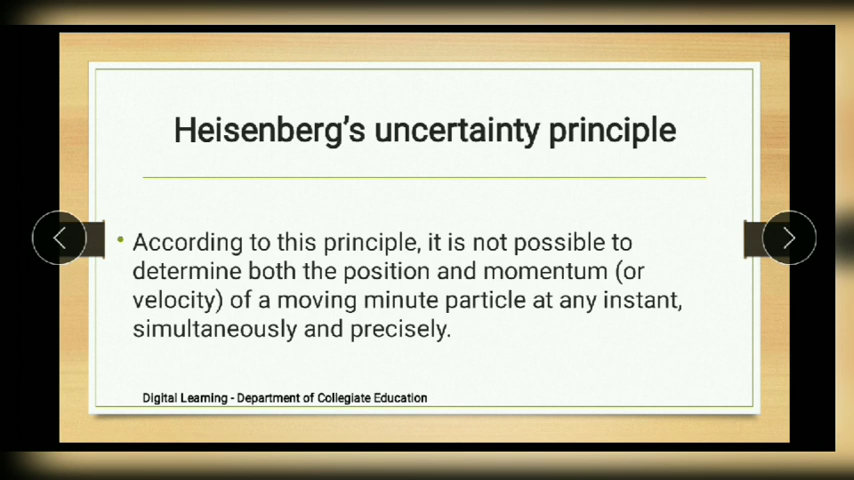 Heisenberg's uncertainty principle
• According to this principle, it is not possible to
determine both the position and momentum (or
velocity) of a moving minute particle at any instant,
simultaneously and precisely.
Digital Learning - Department of Collegiate Education